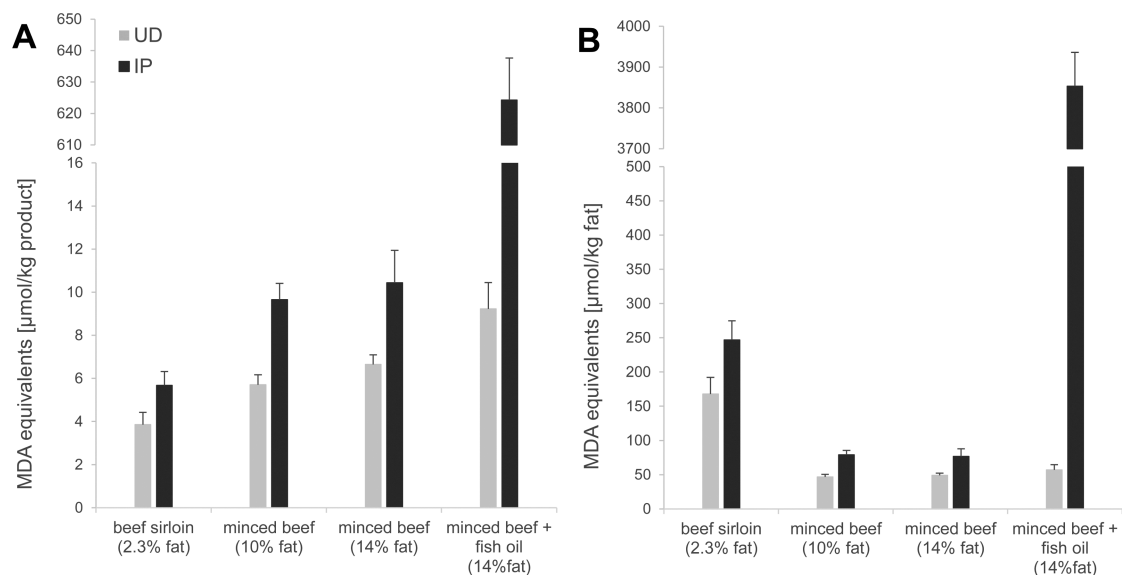 A
650
640
630
620
610
16
14
12
10
8
6
4
2
0
MDA equivalents [µmol/kg product]
UD
IP
beef sirloin
(2.3% fat)
minced beef
(10% fat)
minced beef
(14% fat)
minced beef +
fish oil
(14%fat)
B
4000
3900
3800
3700
500
450
400
350
300
250
200
150
100
50
0
MDA equivalents [µmol/kg fat]
beef sirloin
(2.3% fat)
minced beef
(10% fat)
minced beef
(14% fat)
minced beef +
fish oil
(14%fat)